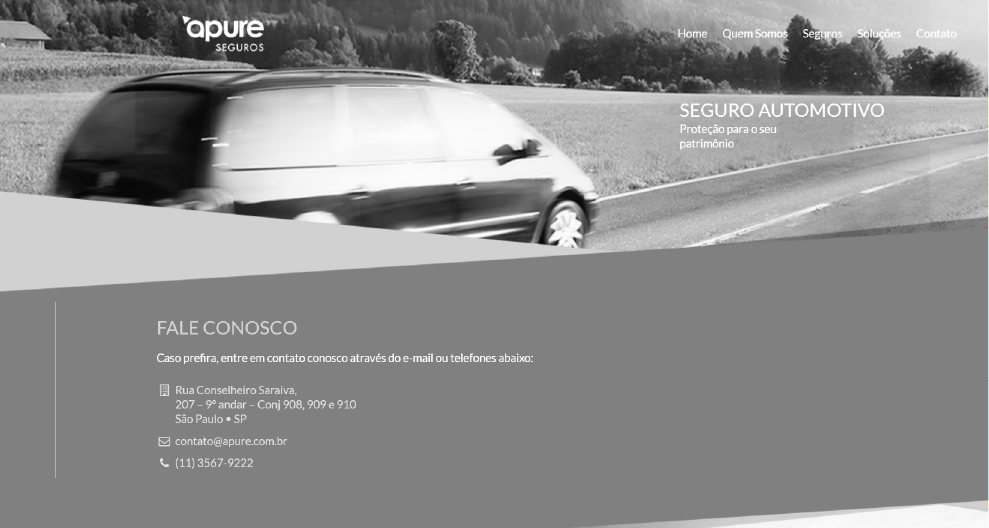 apure
SEGUROS
Home Quem Somos Seguros Soluções Contato
SEGURO AUTOMOTIVO
Proteção para o seu
patrimônio
FALE CONOSCO
Caso prefira, entre em contato conosco através do e-mail ou telefones abaixo:
Rua Conselheiro Saraiva,
207 – 9º andar – Conj 908, 909 e 910
São Paulo • SP
contato@apure.com.br
(11) 3567-9222